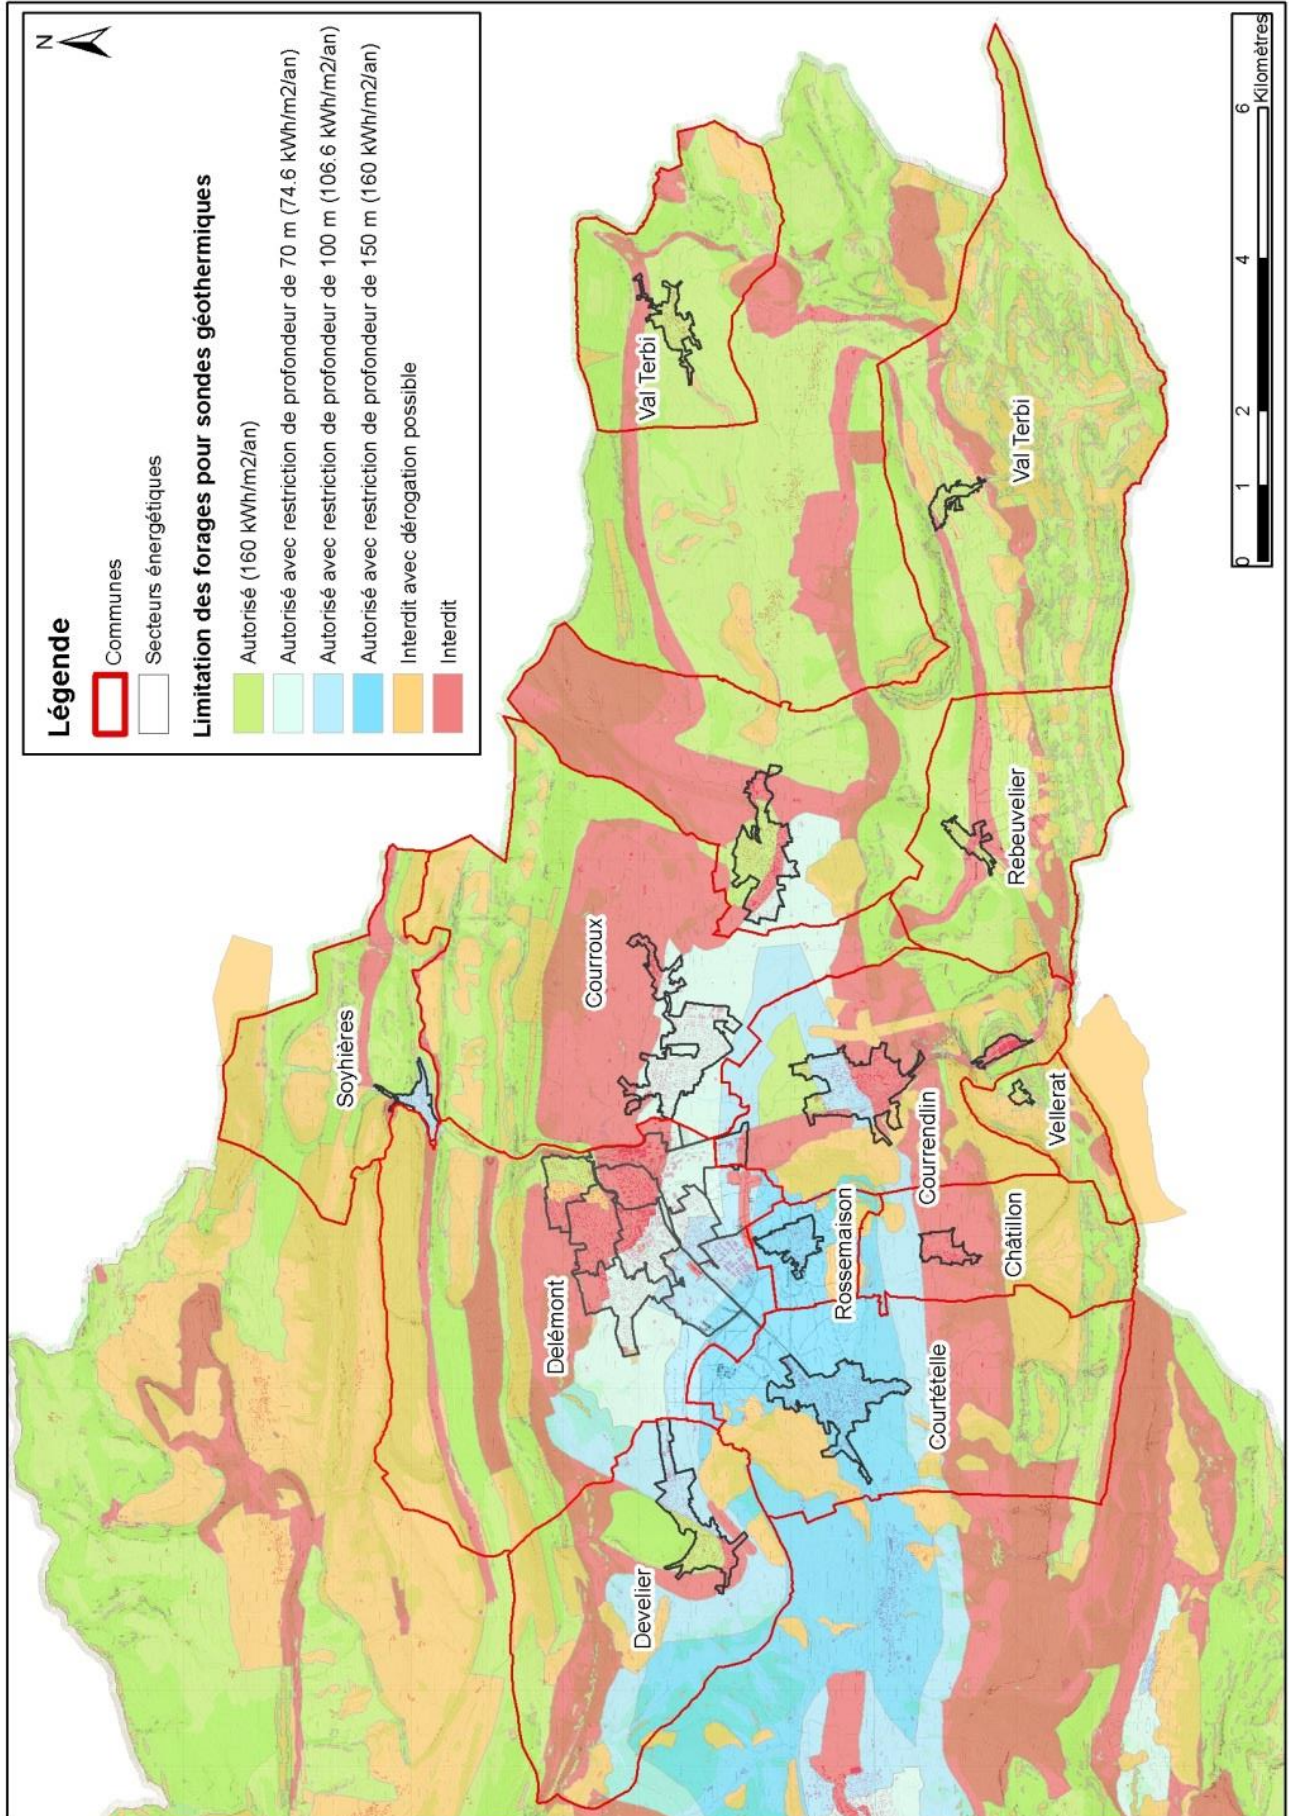 N
Légende
Communes
Secteurs énergétiques
Limitation des forages pour sondes géothermiques
Autorisé (160 kWh/m2/an)
Autorisé avec restriction de profondeur de 70 m (74.6 kWh/m2/an)
Autorisé avec restriction de profondeur de 100 m (106.6 kWh/m2/an)
Autorisé avec restriction de profondeur de 150 m (160 kWh/m2/an)
Interdit avec dérogation possible
Interdit
Soyhières
Val Terbi
Courroux
Delémont
Develier
Rossemaison
Courrendlin
Courtételle
Châtillon
Vellerat
Rebeuvelier
Val Terbi
0 1 2 4 6
Kilomètres